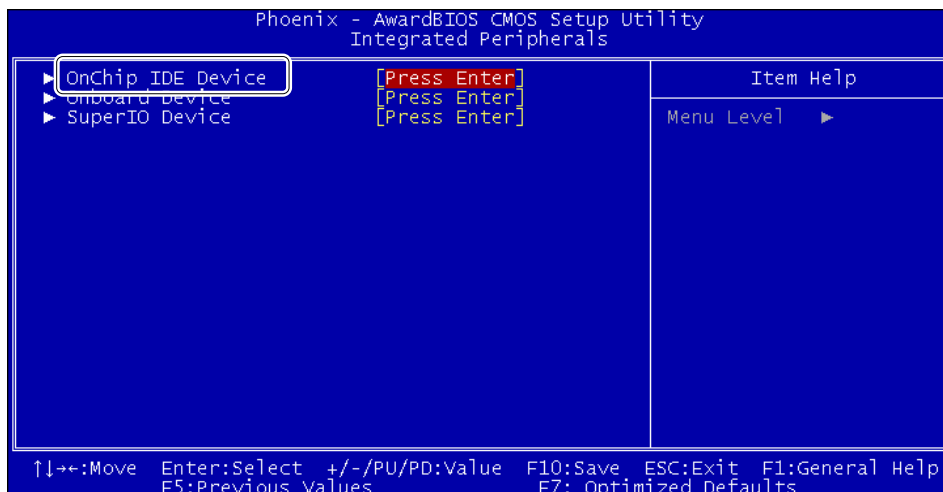 Phoenix - AwardBIOS CMOS Setup Utility
Integrated Peripherals
► OnChip IDE Device [Press Enter]
► Onboard Device [Press Enter]
► SuperIO Device [Press Enter]
Item Help
Menu Level ►
↑↓→←:Move Enter:Select +/-/PU/PD:Value F10:Save ESC:Exit F1:General Help
F5:Previous Values F7: Optimized Defaults